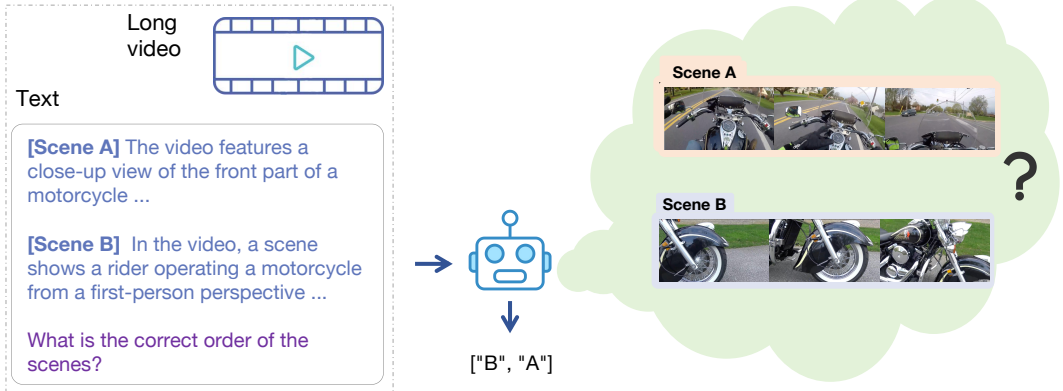 Long
video
Text
[Scene A] The video features a
close-up view of the front part of a
motorcycle ...
[Scene B] In the video, a scene
shows a rider operating a motorcycle
from a first-person perspective ...
What is the correct order of the
scenes?
["B", "A"]
Scene A
Scene B
?